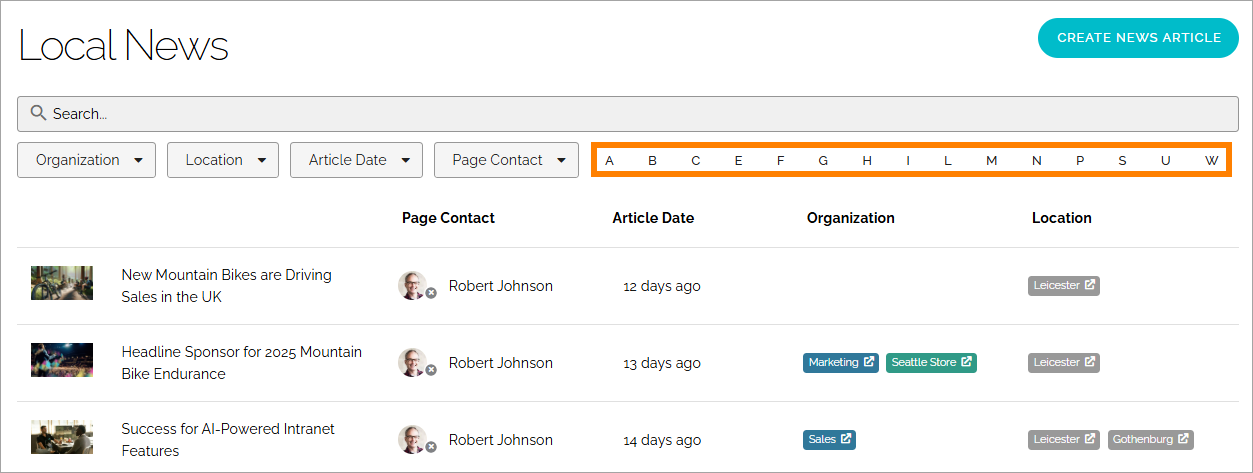 Local News
CREATE NEWS ARTICLE
Search...
Organization Location Article Date Page Contact A B C E F G H I L M N P S U W
Page Contact Article Date Organization Location
New Mountain Bikes are Driving
Sales in the UK
Robert Johnson 12 days ago Leicester
Headline Sponsor for 2025 Mountain
Bike Endurance
Robert Johnson 13 days ago Marketing Seattle Store Leicester
Success for AI-Powered Intranet
Features
Robert Johnson 14 days ago Sales Leicester Gothenburg